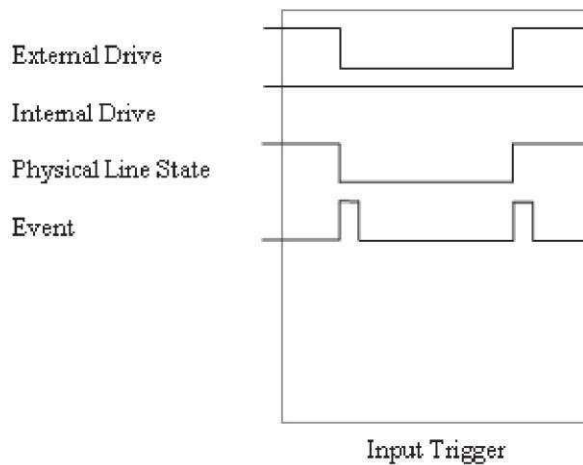 External Drive
Internal Drive
Physical Line State
Event
Input Trigger